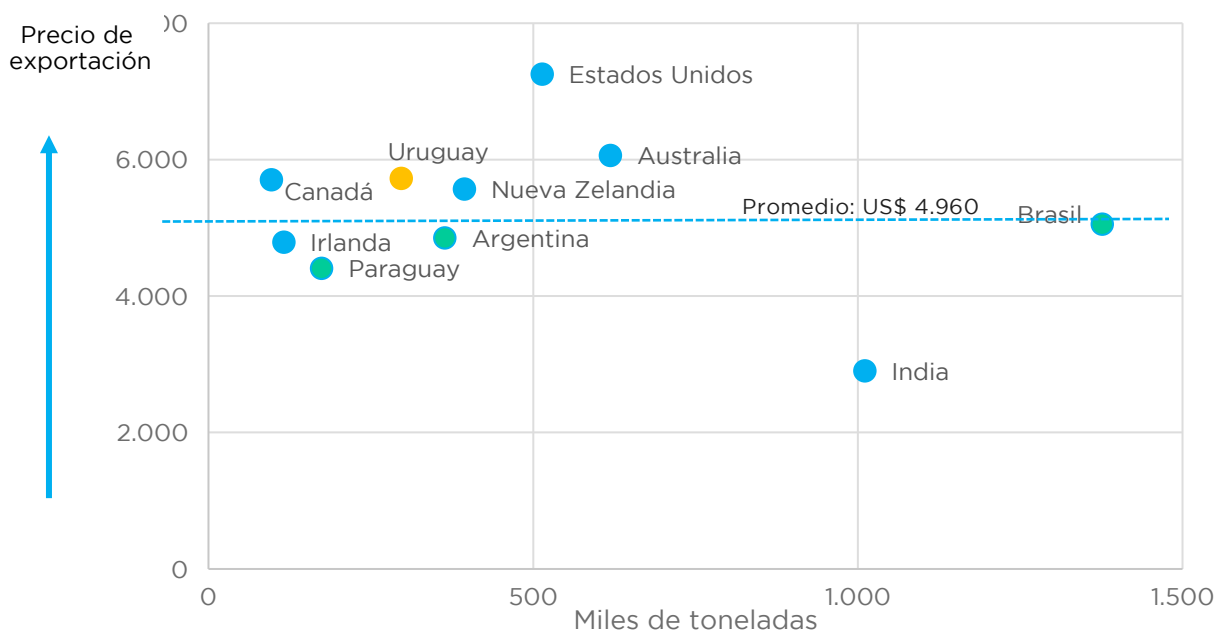 Precio de
exportación
00
Estados Unidos
6.000
Uruguay
Australia
Canadá
Nueva Zelandia
Promedio: US$ 4.960
Brasil
Irlanda
Argentina
Paraguay
4.000
India
2.000
0
0
500
1.000
1.500
Miles de toneladas